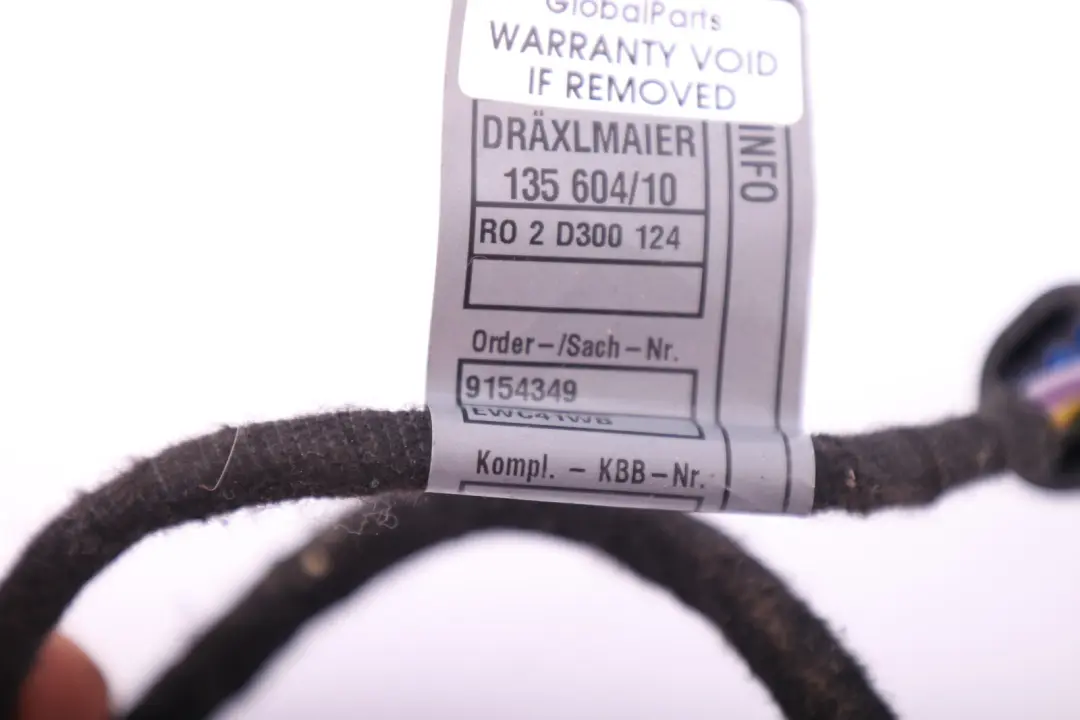 GlobalParts
WARRANTY VOID
IF REMOVED
DRÄXLMAIER
135 604/10
RO 2 D300 124
INFO
Order-/Sach-Nr.
9154349
Kompl. - KBB-Nr.